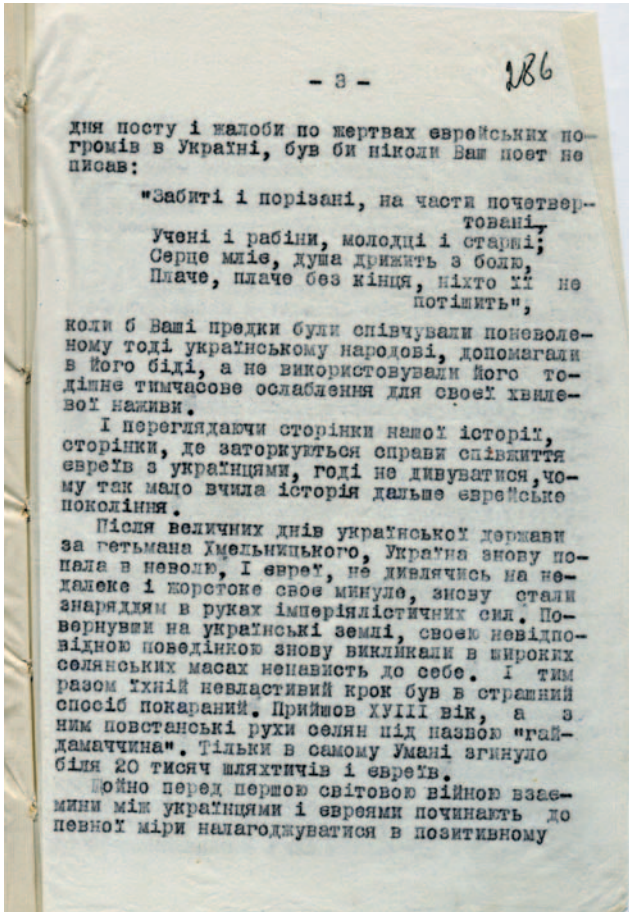 - 3 -
286
дня посту і жалоби по жертвах єврейських по-
громів в Україні, був би ніколи Ваш поет не
писав:
"Забиті і порізані, на части почетвер-
товані,
Учені і рабіни, молодці і старці;
Серце мліє, душа дрижить з болю,
Плаче, плаче без кінця, ніхто її не
потішить",
коли б Ваші предки були співчували поневоле-
ному тоді українському народові, допомагали
в його біді, а не використовували його то-
дішне тимчасове ослаблення для своєї хвиле-
вої наживи.
І переглядаючи сторінки нашої історії,
сторінки, де заторкуються справи співжиття
євреїв з українцями, годі не дивуватися,чо-
му так мало вчила історія дальше єврейське
покоління.
Після величних днів української держави
за гетьмана Хмельницького, Україна знову по-
пала в неволю, І євреї, не дивлячись на не-
далеке і жорстоке своє минуле, знову стали
знаряддям в руках імперіялістичних сил. По-
вернувши на українські землі, своєю невідпо-
відною поведінкою знову викликали в широких
селянських масах ненависть до себе. І тим
разом їхній невластивий крок був в страшний
спосіб покараний. Прийшов ХУІІІ вік, а з
ним повстанські рухи селян під назвою "гай-
дамаччина". Тільки в самому Умані згинуло
біля 20 тисяч шляхтичів і євреїв.
Щойно перед першою світовою війною взає-
мини між українцями і євреями починають до
певної міри налагоджуватися в позитивному